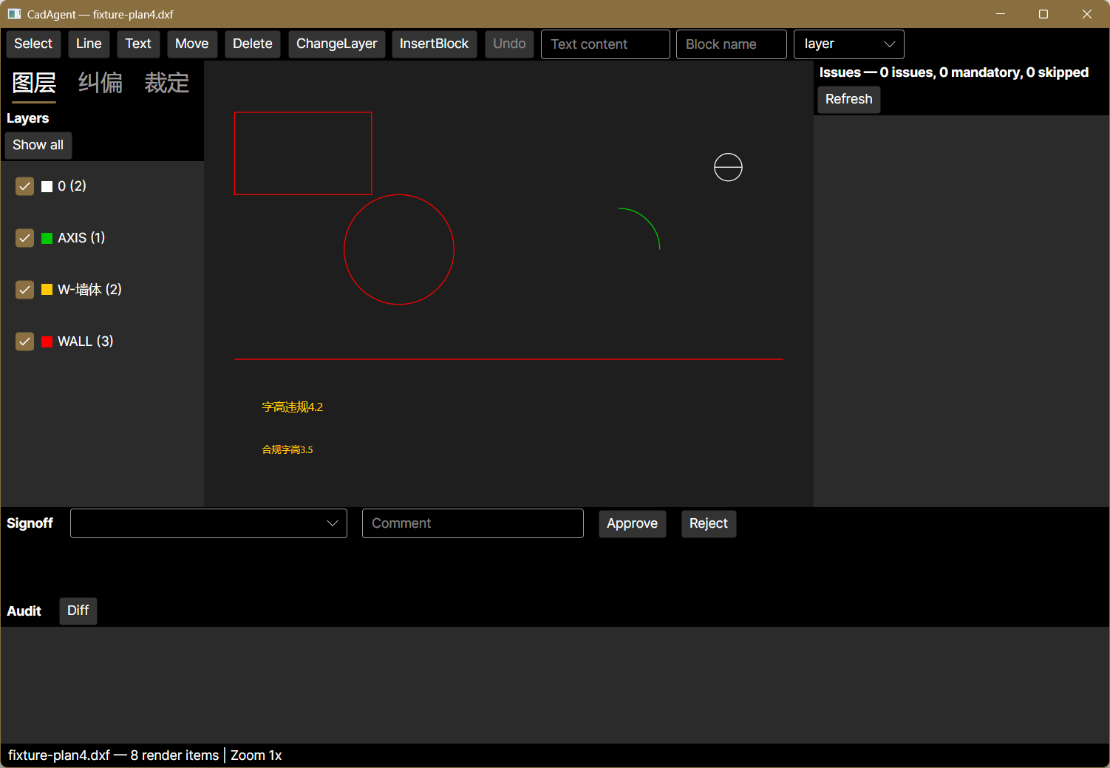 CadAgent — fixture-plan4.dxf
Select Line Text Move Delete ChangeLayer InsertBlock Undo Text content Block name layer
图层 纠偏 裁定
Layers
Show all
0 (2)
AXIS (1)
W-墙体 (2)
WALL (3)
字高违规4.2
合规字高3.5
Issues — 0 issues, 0 mandatory, 0 skipped
Refresh
Signoff Comment Approve Reject
Audit Diff
fixture-plan4.dxf — 8 render items | Zoom 1x